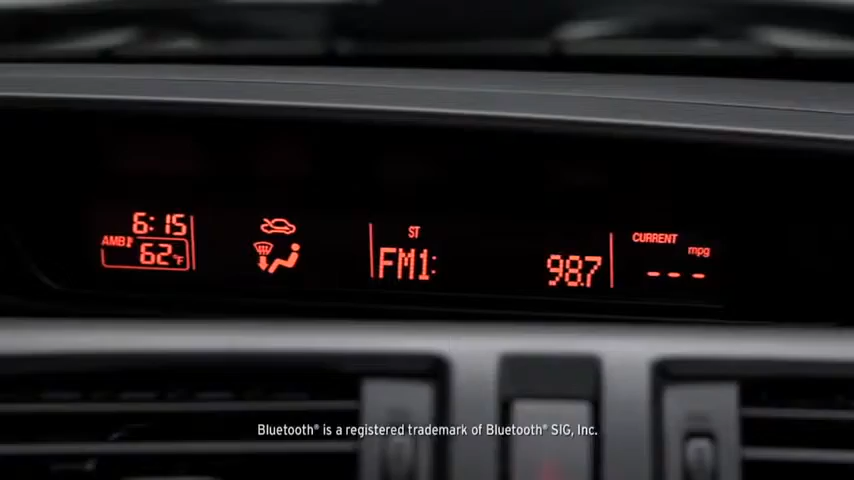 6:15
AMB 62°F
ST
FM1: 98.7
CURRENT
mpg
---
Bluetooth® is a registered trademark of Bluetooth® SIG, Inc.